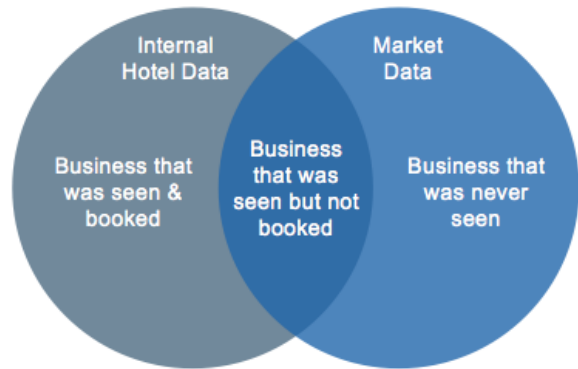 Internal
Hotel Data
Market
Data
Business that
was seen &
booked
Business
that was
seen but not
booked
Business that
was never
seen